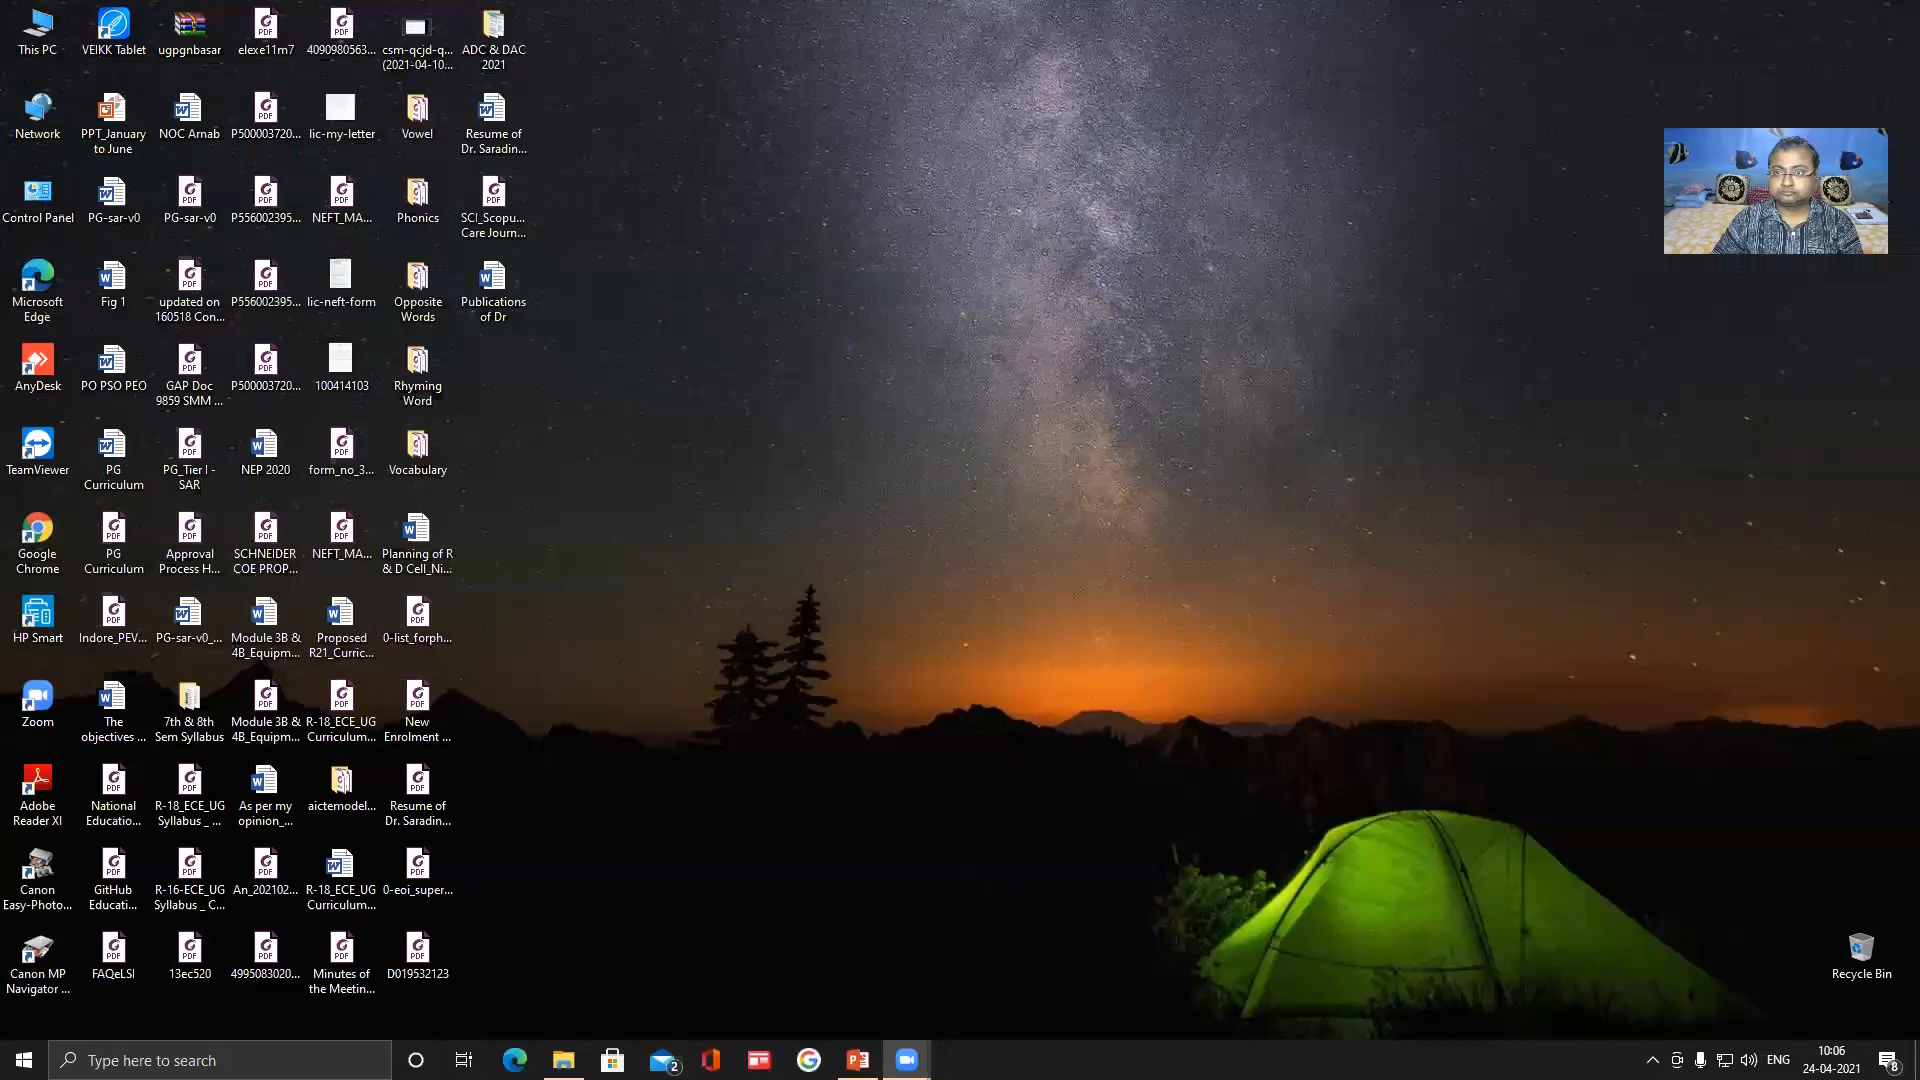 This PC
VEIKK Tablet
ugpgnbasar
elexe11m7
4090980563...
csm-qcjd-q...
(2021-04-10...
ADC & DAC
2021
Network
PPT_January
to June
NOC Arnab
P500003720...
lic-my-letter
Vowel
Resume of
Dr. Saradin...
Control Panel
PG-sar-v0
PG-sar-v0
P556002395...
NEFT_MA...
Phonics
SCI_Scopu...
Care Journ...
Microsoft
Edge
Fig 1
updated on
160518 Con...
P556002395...
lic-neft-form
Opposite
Words
Publications
of Dr
AnyDesk
PO PSO PEO
GAP Doc
9859 SMM ...
P500003720...
100414103
Rhyming
Word
TeamViewer
PG
Curriculum
PG_Tier I -
SAR
NEP 2020
form_no_3...
Vocabulary
Google
Chrome
PG
Curriculum
Approval
Process H...
SCHNEIDER
COE PROP...
NEFT_MA...
Planning of R
& D Cell_Ni...
HP Smart
Indore_PEV...
PG-sar-v0_...
Module 3B &
4B_Equipm...
Proposed
R21_Curric...
0-list_forph...
Zoom
The
objectives ...
7th & 8th
Sem Syllabus
Module 3B &
4B_Equipm...
R-18_ECE_UG
Curriculum...
New
Enrolment ...
Adobe
Reader XI
National
Educatio...
R-18_ECE_UG
Syllabus _ ...
As per my
opinion_...
aictemodel...
Resume of
Dr. Saradin...
Canon
Easy-Photo...
GitHub
Educati...
R-16-ECE_UG
Syllabus _ C...
An_202102...
R-18_ECE_UG
Curriculum...
0-eoi_super...
Canon MP
Navigator ...
FAQeLSI
13ec520
4995083020...
Minutes of
the Meetin...
D019532123
Recycle Bin
Type here to search
2
ENG
10:06
24-04-2021
8